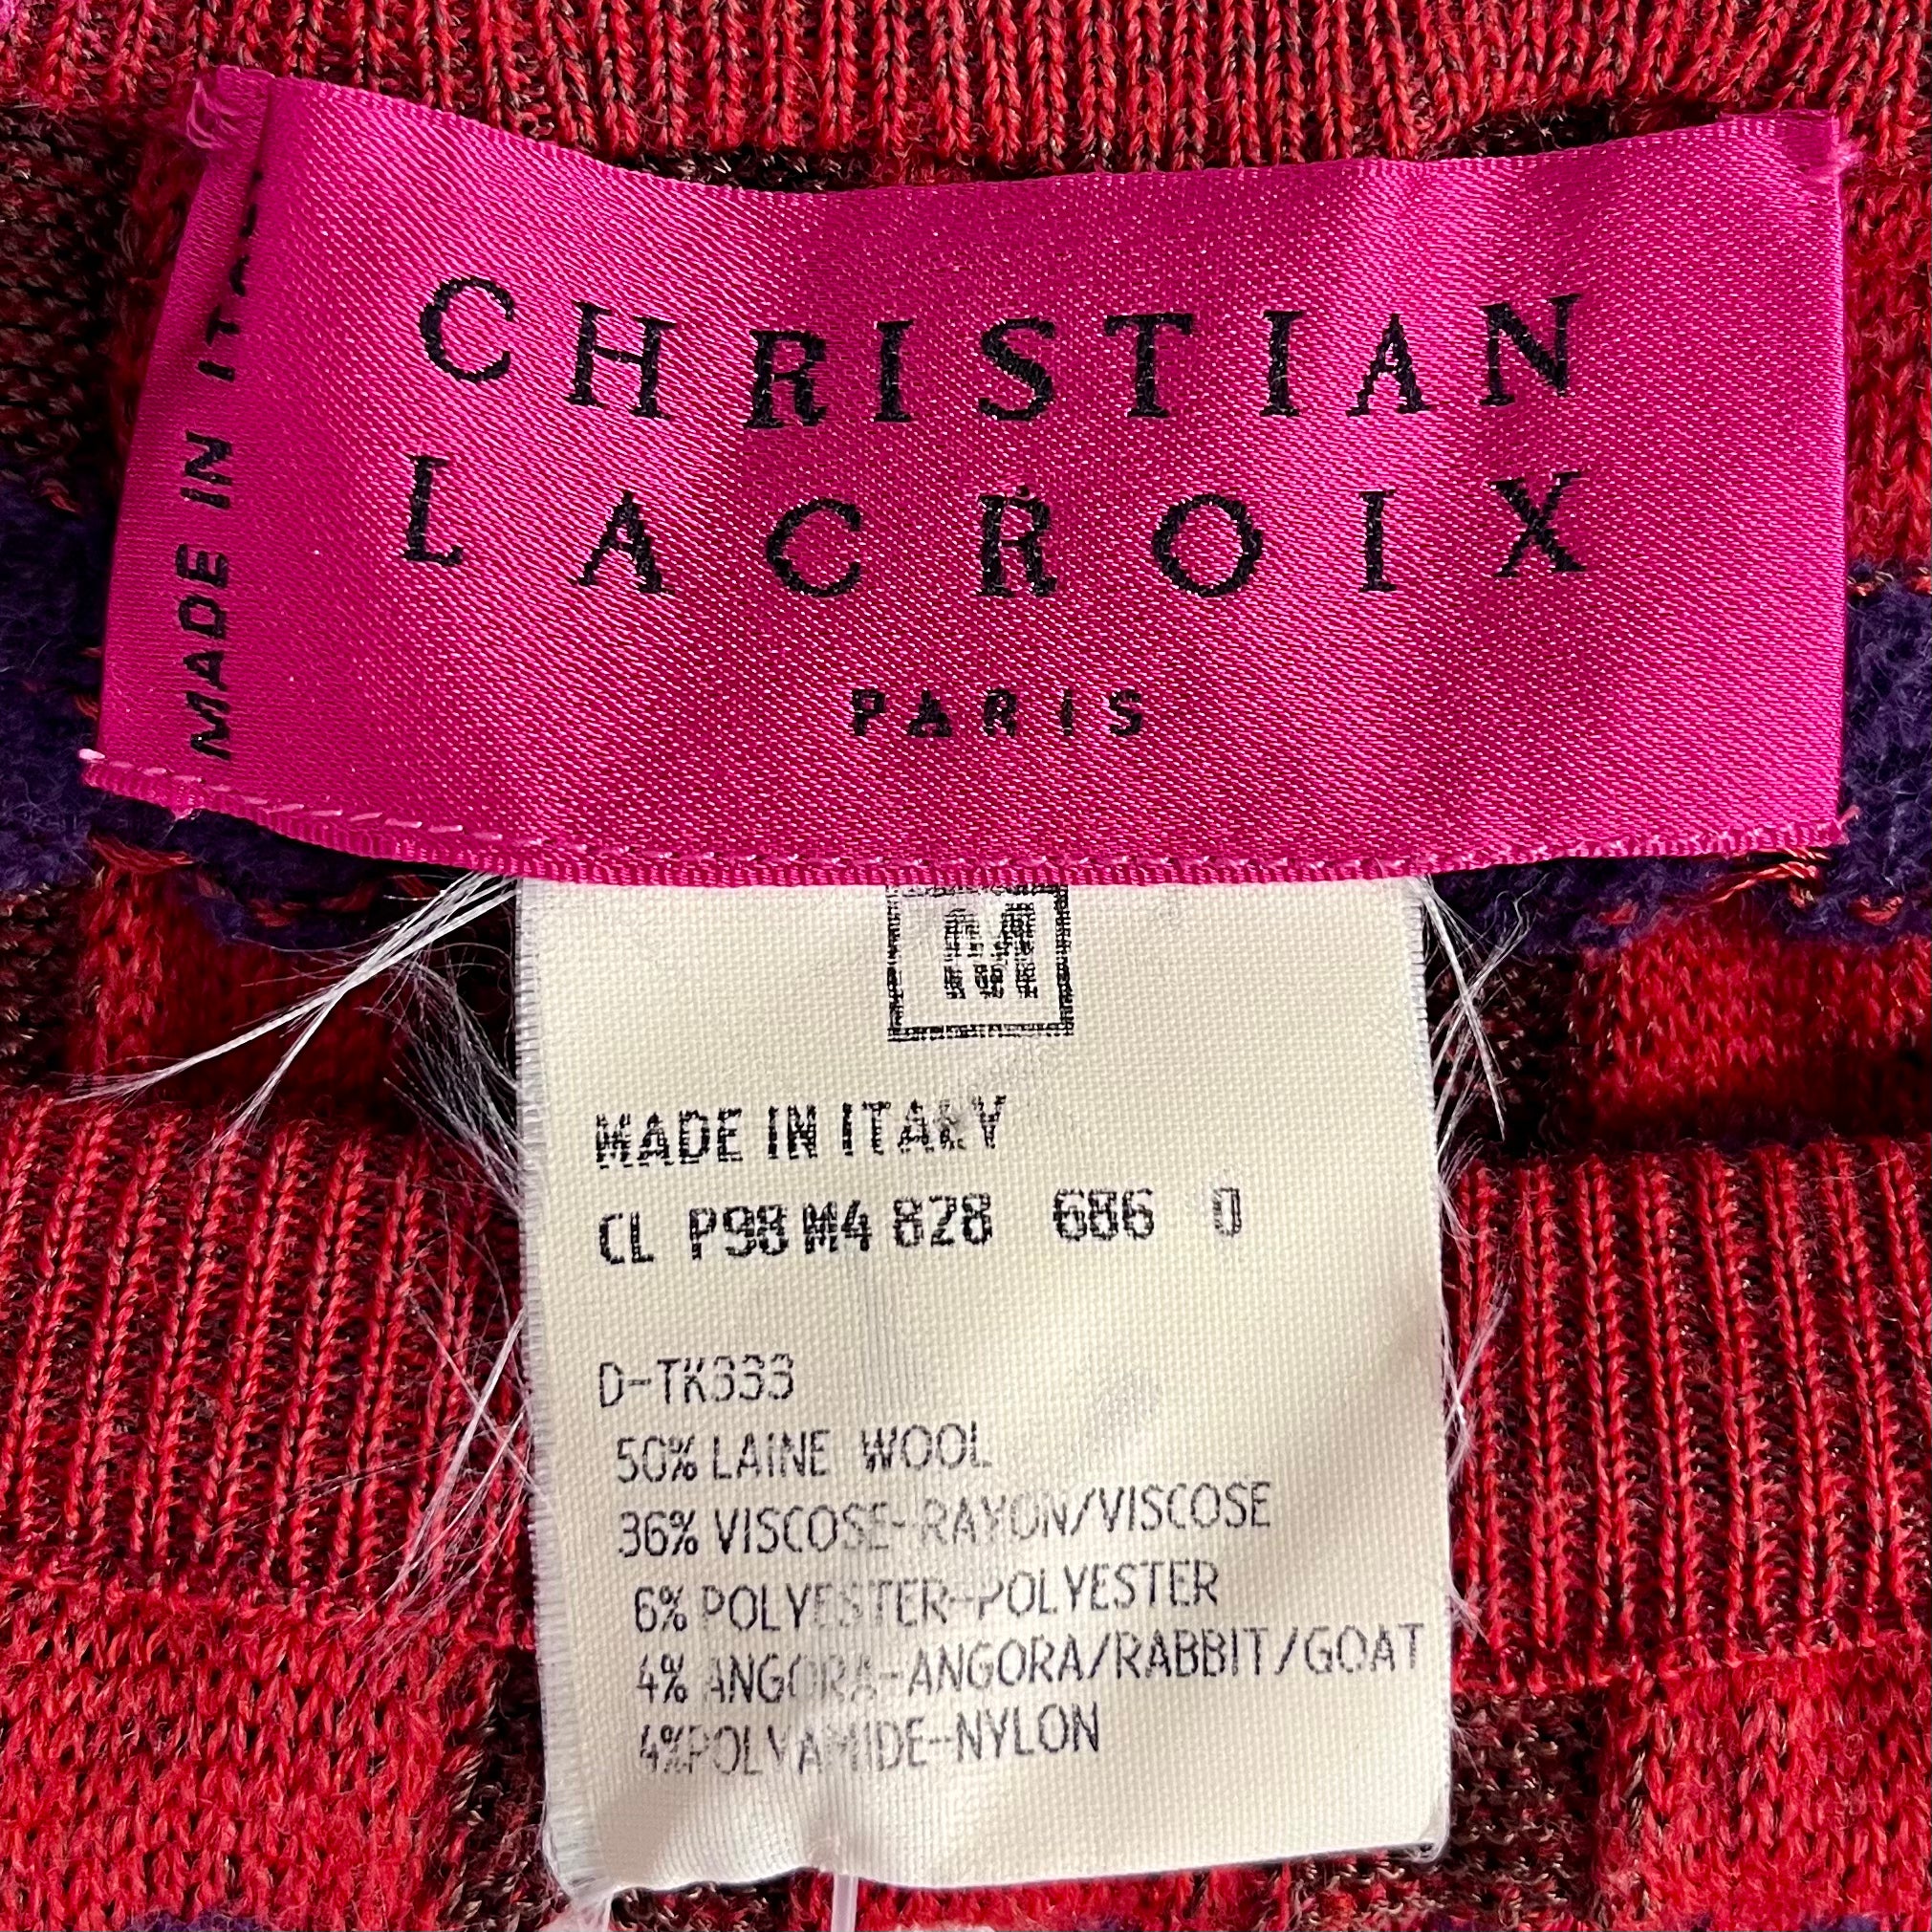 CHRISTIAN
LACROIX
PARIS
MADE IN
M
MADE IN ITALY
CL P98 M4 828 686 0
D-TK333
50% LAINE WOOL
36% VISCOSE-RAYON/VISCOSE
6% POLYESTER-POLYESTER
4% ANGORA-ANGORA/RABBIT/GOAT
4%POLYAMIDE-NYLON